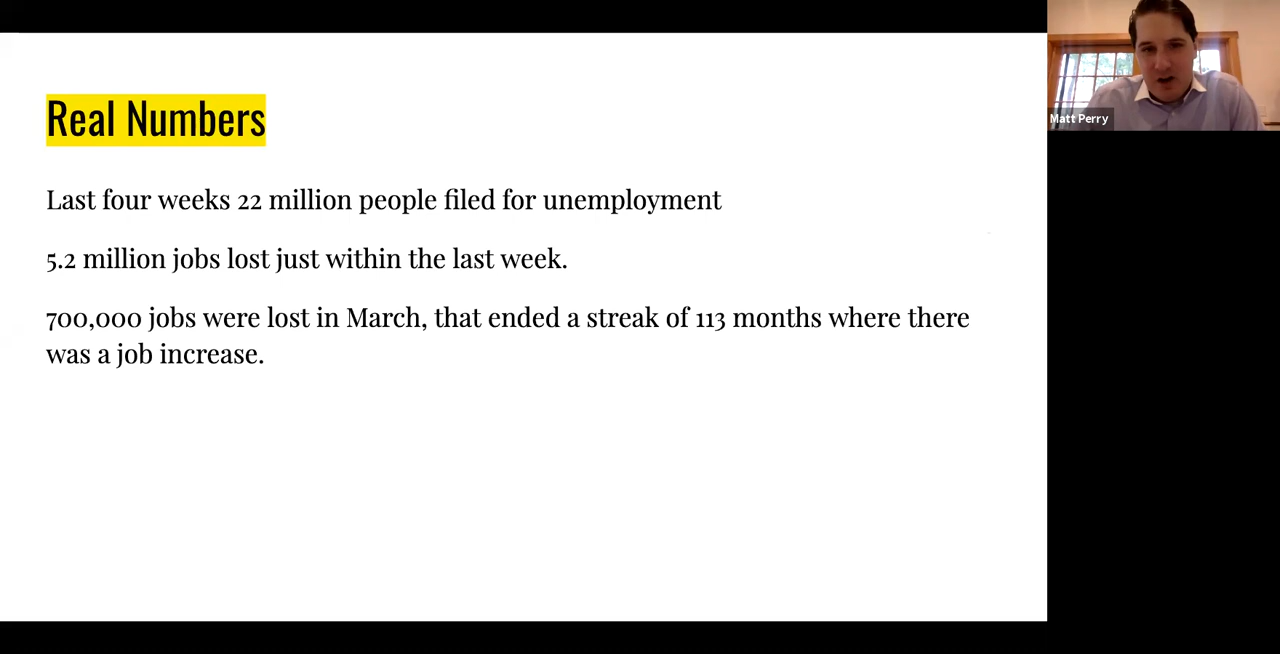 Real Numbers
Last four weeks 22 million people filed for unemployment
5.2 million jobs lost just within the last week.
700,000 jobs were lost in March, that ended a streak of 113 months where there
was a job increase.
Matt Perry